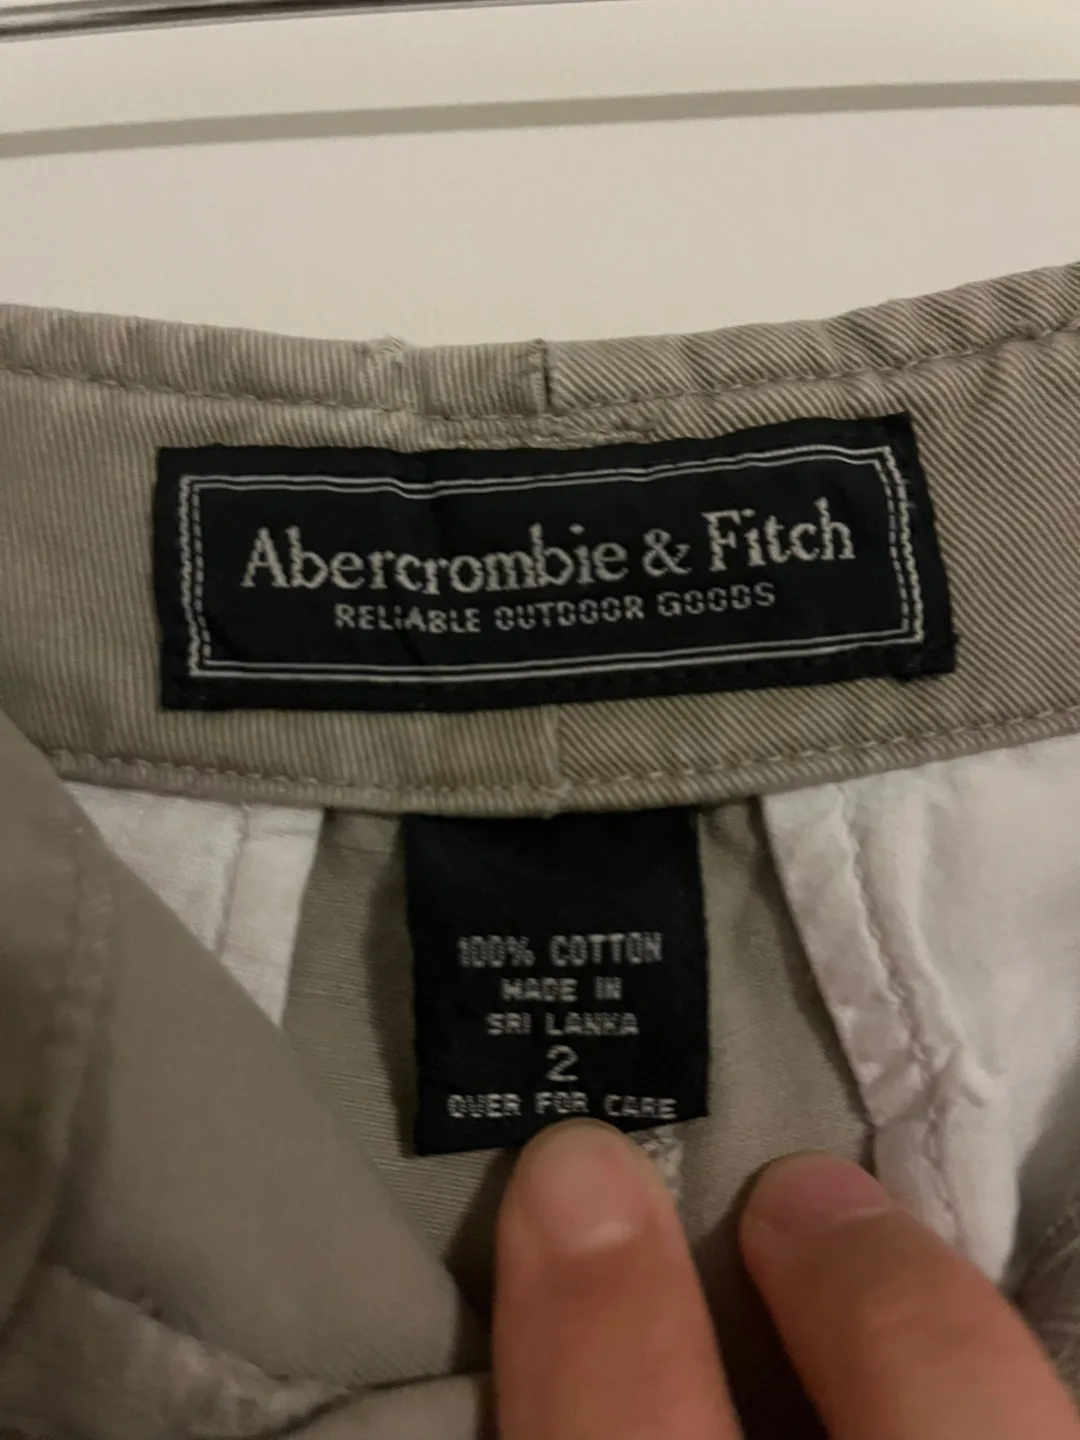 Abercrombie & Fitch
RELIABLE OUTDOOR GOODS
100% COTTON
MADE IN
SRI LANKA
2
OVER FOR CARE